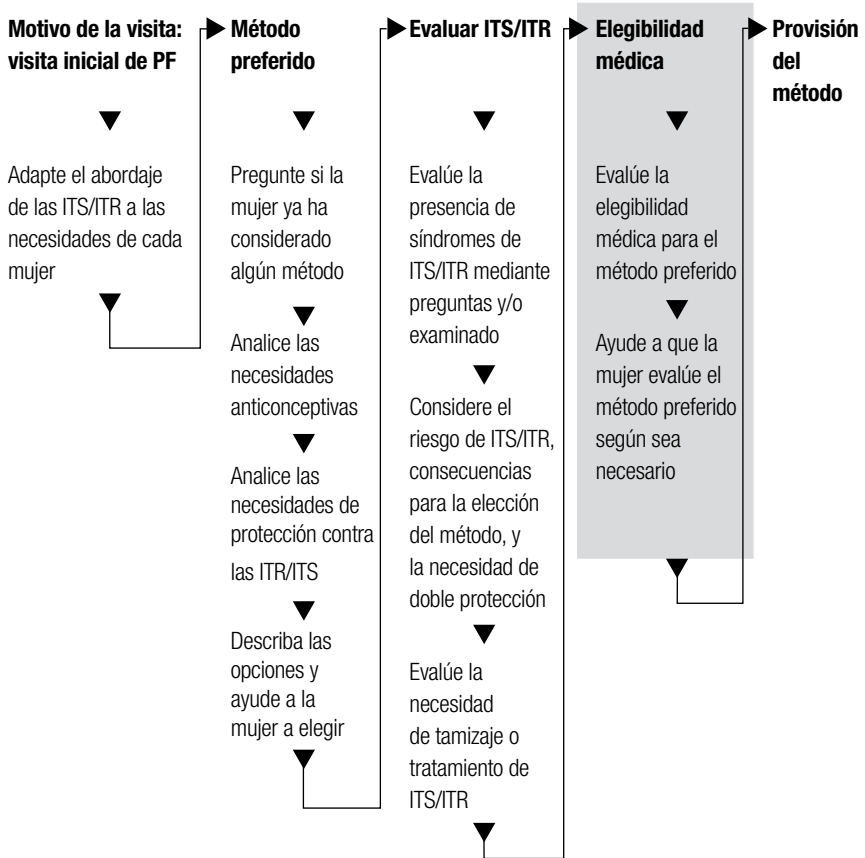 Motivo de la visita:
visita inicial de PF
Adapte el abordaje
de las ITS/ITR a las
necesidades de cada
mujer
Método
preferido
Pregunte si la
mujer ya ha
considerado
algún método
Analice las
necesidades
anticonceptivas
Analice las
necesidades de
protección contra
las ITR/ITS
Describa las
opciones y
ayude a la
mujer a elegir
Evaluar ITS/ITR
Evalúe la
presencia de
síndromes de
ITS/ITR mediante
preguntas y/o
examinado
Considere el
riesgo de ITS/ITR,
consecuencias
para la elección
del método, y
la necesidad de
doble protección
Evalúe la
necesidad
de tamizaje o
tratamiento de
ITS/ITR
Elegibilidad
médica
Evalúe la
elegibilidad
médica para el
método preferido
Ayude a que la
mujer evalúe el
método preferido
según sea
necesario
Provisión
del
método